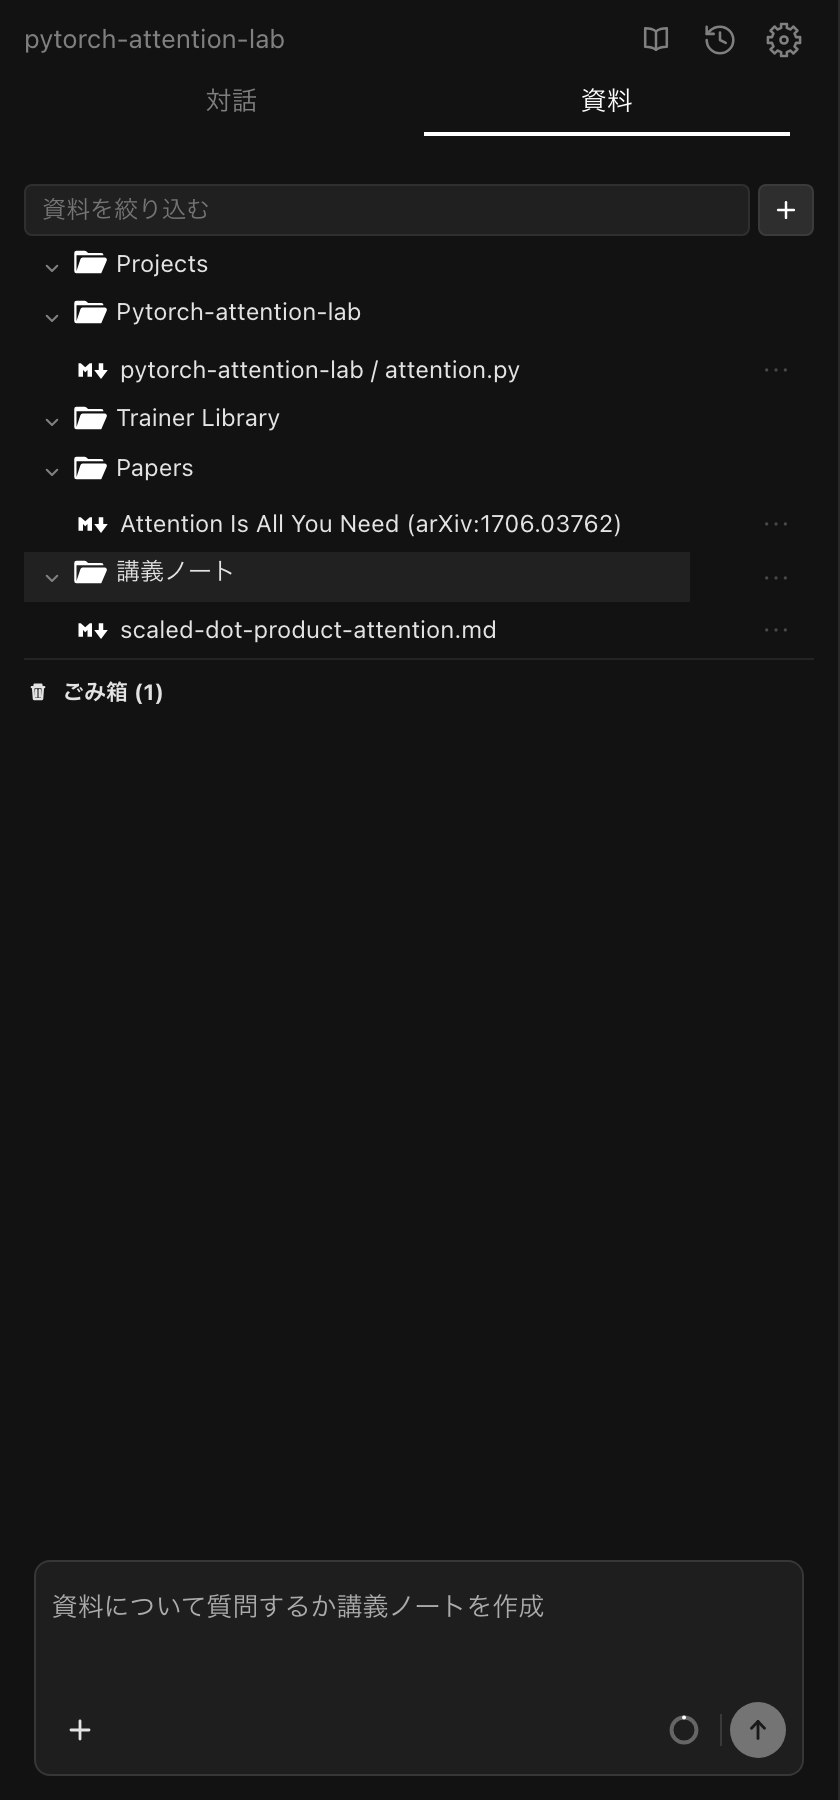 pytorch-attention-lab
対話
資料
資料を絞り込む
Projects
Pytorch-attention-lab
pytorch-attention-lab / attention.py
Trainer Library
Papers
Attention Is All You Need (arXiv:1706.03762)
講義ノート
scaled-dot-product-attention.md
ごみ箱 (1)
資料について質問するか講義ノートを作成